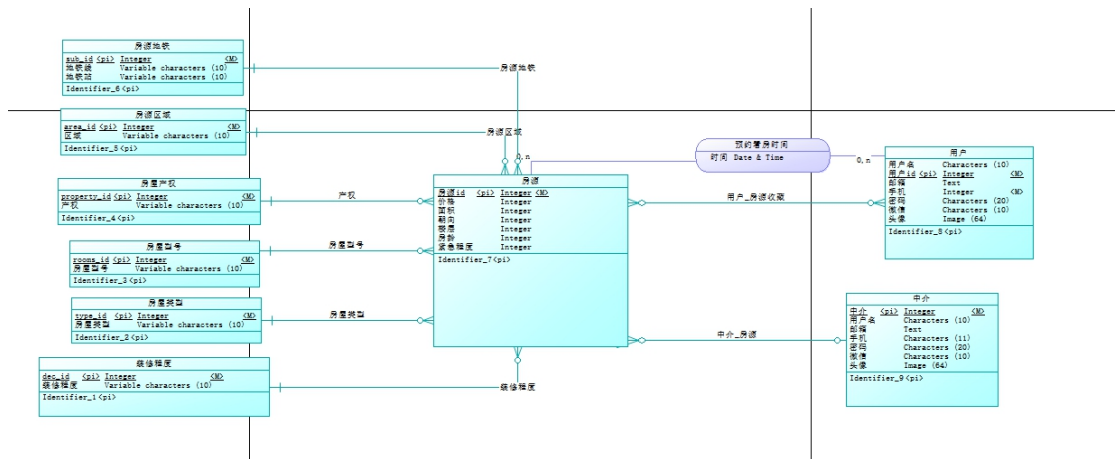 房源地铁
sub_id <pi> Integer <M>
地铁线 Variable characters (10)
地铁站 Variable characters (10)
Identifier_6 <pi>
房源地铁
房源区域
area_id <pi> Integer <M>
区域 Variable characters (10)
Identifier_5 <pi>
房源区域
房屋产权
property_id <pi> Integer <M>
产权 Variable characters (10)
Identifier_4 <pi>
产权
房屋型号
rooms_id <pi> Integer <M>
房屋型号 Variable characters (10)
Identifier_3 <pi>
房屋型号
房屋类型
type_id <pi> Integer <M>
房屋类型 Variable characters (10)
Identifier_2 <pi>
房屋类型
装修程度
dec_id <pi> Integer <M>
装修程度 Variable characters (10)
Identifier_1 <pi>
装修程度
0,n
房源
房源id <pi> Integer <M>
价格 Integer
面积 Integer
朝向 Integer
楼层 Integer
房龄 Integer
紧急程度 Integer
Identifier_7 <pi>
预约看房时间
时间 Date & Time
0,n
用户_房源收藏
用户
用户名 Characters (10)
用户id <pi> Integer <M>
邮箱 Text
手机 Integer <M>
密码 Characters (20)
微信 Characters (10)
头像 Image (64)
Identifier_8 <pi>
中介_房源
中介
中介 <pi> Integer <M>
用户名 Characters (10)
邮箱 Text
手机 Characters (11)
密码 Characters (20)
微信 Characters (10)
头像 Image (64)
Identifier_9 <pi>